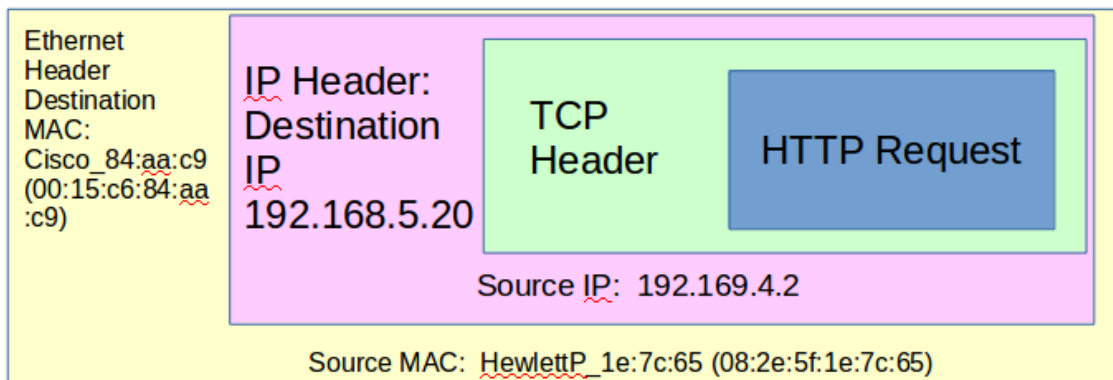 Ethernet
Header
Destination
MAC:
Cisco_84:aa:c9
(00:15:c6:84:aa
:c9)
IP Header:
Destination
IP
192.168.5.20
TCP
Header
HTTP Request
Source IP: 192.169.4.2
Source MAC: HewlettP_1e:7c:65 (08:2e:5f:1e:7c:65)